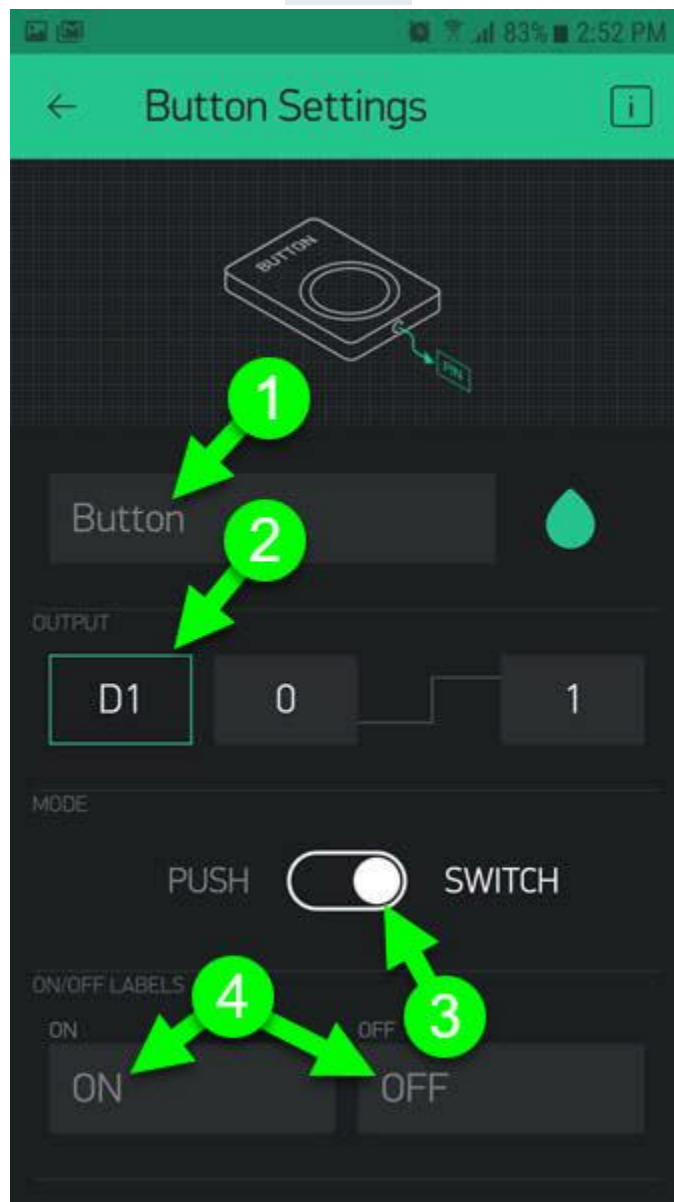 83% 2:52 PM
← Button Settings i
BUTTON
PIN
1
Button
2
OUTPUT
D1 0 1
MODE
PUSH SWITCH
3
ON/OFF LABELS
4
ON OFF
ON OFF